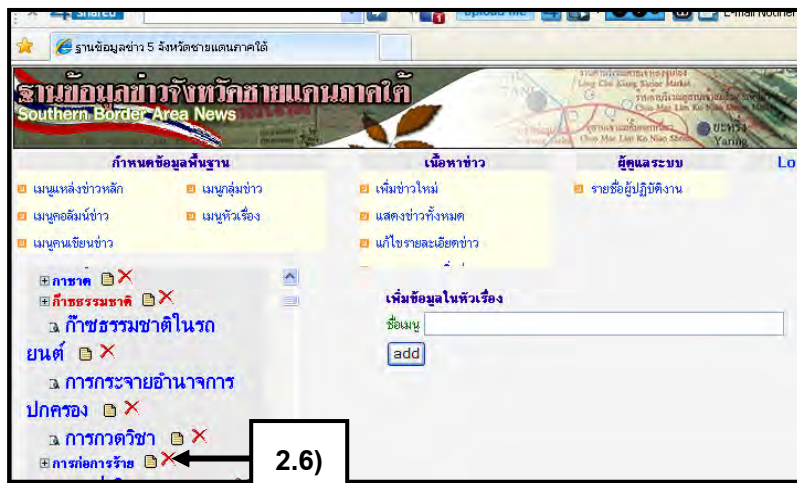 Shared
Upload file
E-mail Notifier
ฐานข้อมูลข่าว 5 จังหวัดชายแดนภาคใต้
ฐานข้อมูลข่าวจังหวัดชายแดนภาคใต้
Southern Border Area News
ยะหริ่ง
Yaring
กำหนดข้อมูลพื้นฐาน เนื้อหาข่าว ผู้ดูแลระบบ Lo
เมนูแหล่งข่าวหลัก เมนูกลุ่มข่าว เพิ่มข่าวใหม่ รายชื่อผู้ปฏิบัติงาน
เมนูคอลัมน์ข่าว เมนูหัวเรื่อง แสดงข่าวทั้งหมด
เมนูคนเขียนข่าว แก้ไขรายละเอียดข่าว
กาชาด
ก๊าซธรรมชาติ
ก๊าซธรรมชาติในรถ
ยนต์
การกระจายอำนาจการ
ปกครอง
การกวดวิชา
การก่อการร้าย
เพิ่มข้อมูลในหัวเรื่อง
ชื่อเมนู
add
2.6)